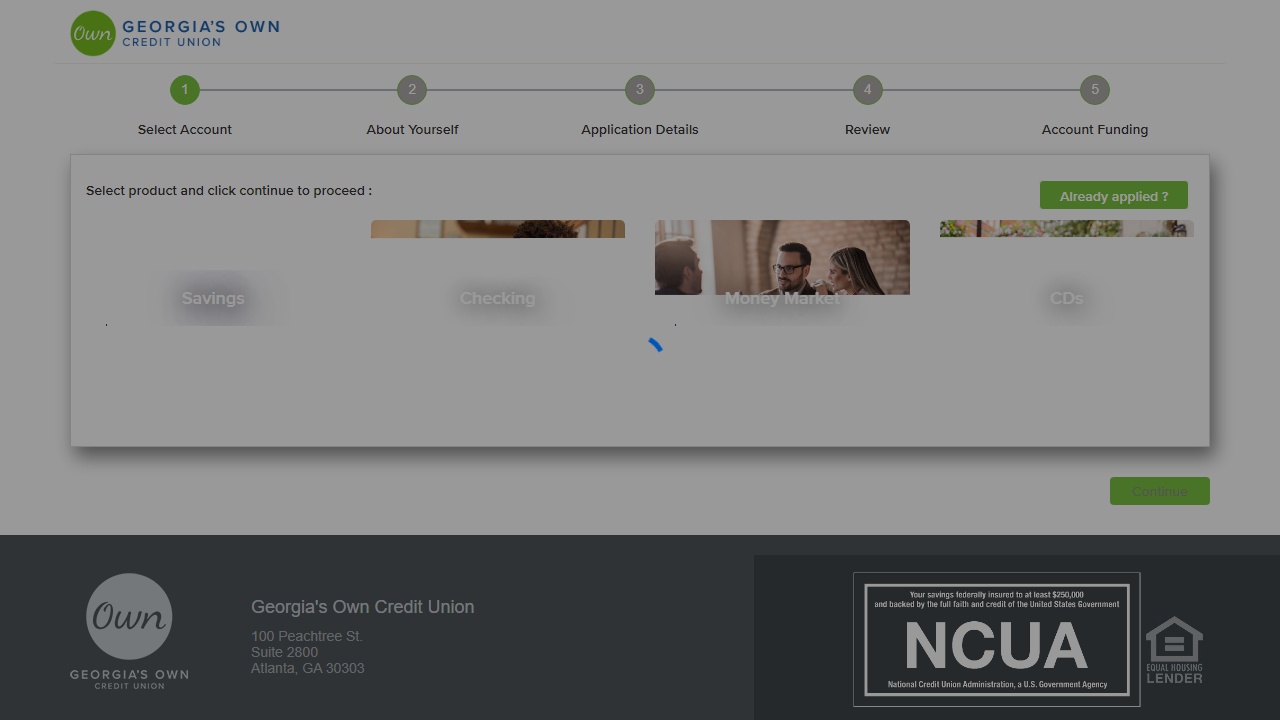 Own
GEORGIA'S OWN
CREDIT UNION
1
2
3
4
5
Select Account
About Yourself
Application Details
Review
Account Funding
Select product and click continue to proceed :
Already applied ?
Savings
Checking
Money Market
CDs
Continue
Own
GEORGIA'S OWN
CREDIT UNION
Georgia's Own Credit Union
100 Peachtree St.
Suite 2800
Atlanta, GA 30303
Your savings federally insured to at least $250,000
and backed by the full faith and credit of the United States Government
NCUA
National Credit Union Administration, a U.S. Government Agency
EQUAL HOUSING
LENDER